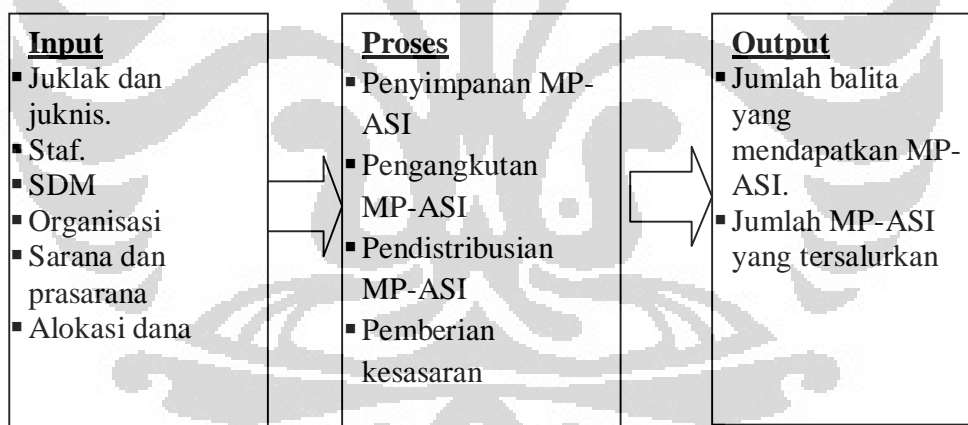 Input
▪ Juklak dan
juknis.
▪ Staf.
▪ SDM
▪ Organisasi
▪ Sarana dan
prasarana
▪ Alokasi dana
Proses
▪ Penyimpanan MP-
ASI
▪ Pengangkutan
MP-ASI
▪ Pendistribusian
MP-ASI
▪ Pemberian
kesasaran
Output
▪ Jumlah balita
yang
mendapatkan MP-
ASI.
▪ Jumlah MP-ASI
yang tersalurkan